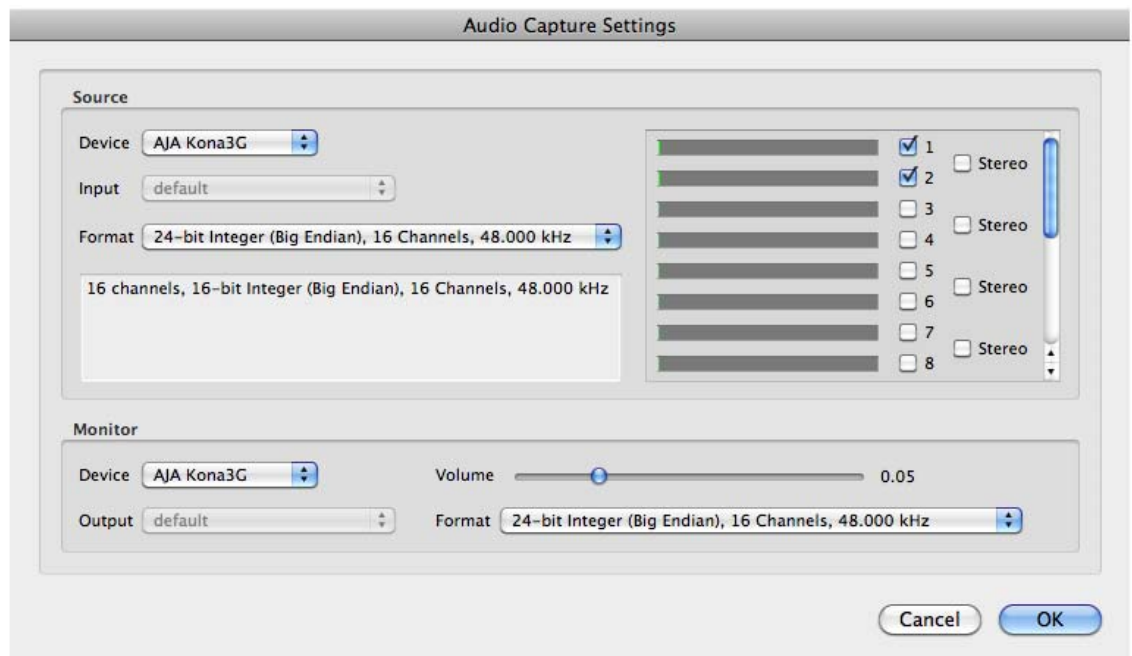 Audio Capture Settings
Source
Device AJA Kona3G
Input default
Format 24-bit Integer (Big Endian), 16 Channels, 48.000 kHz
16 channels, 16-bit Integer (Big Endian), 16 Channels, 48.000 kHz
1
2
Stereo
3
4
Stereo
5
6
Stereo
7
8
Stereo
Monitor
Device AJA Kona3G
Volume 0.05
Output default
Format 24-bit Integer (Big Endian), 16 Channels, 48.000 kHz
Cancel OK